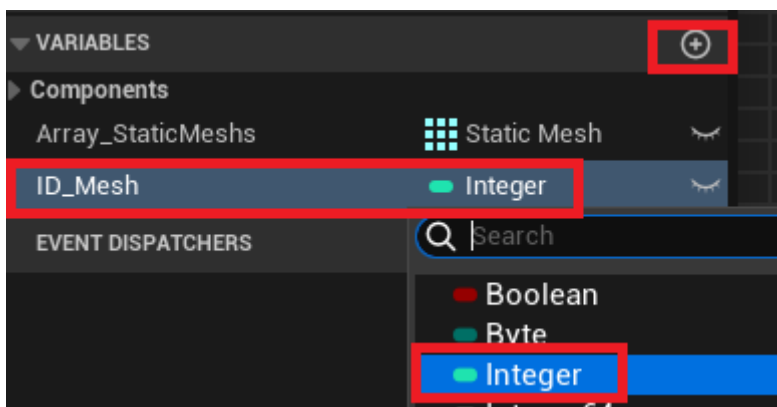 VARIABLES
Components
Array_StaticMeshs Static Mesh
ID_Mesh Integer
EVENT DISPATCHERS
Search
Boolean
Byte
Integer